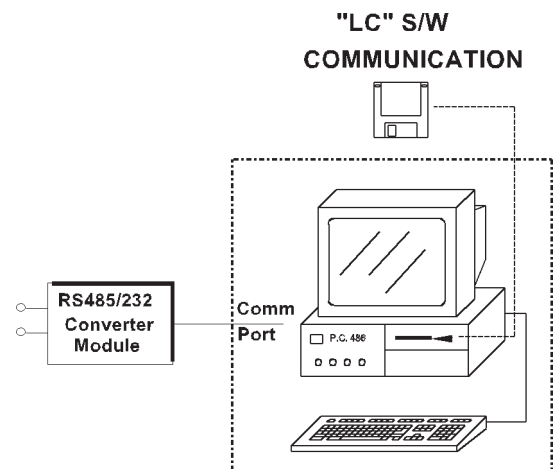 "LC" S/W
COMMUNICATION
RS485/232
Converter
Module
Comm
Port
P.C. 486